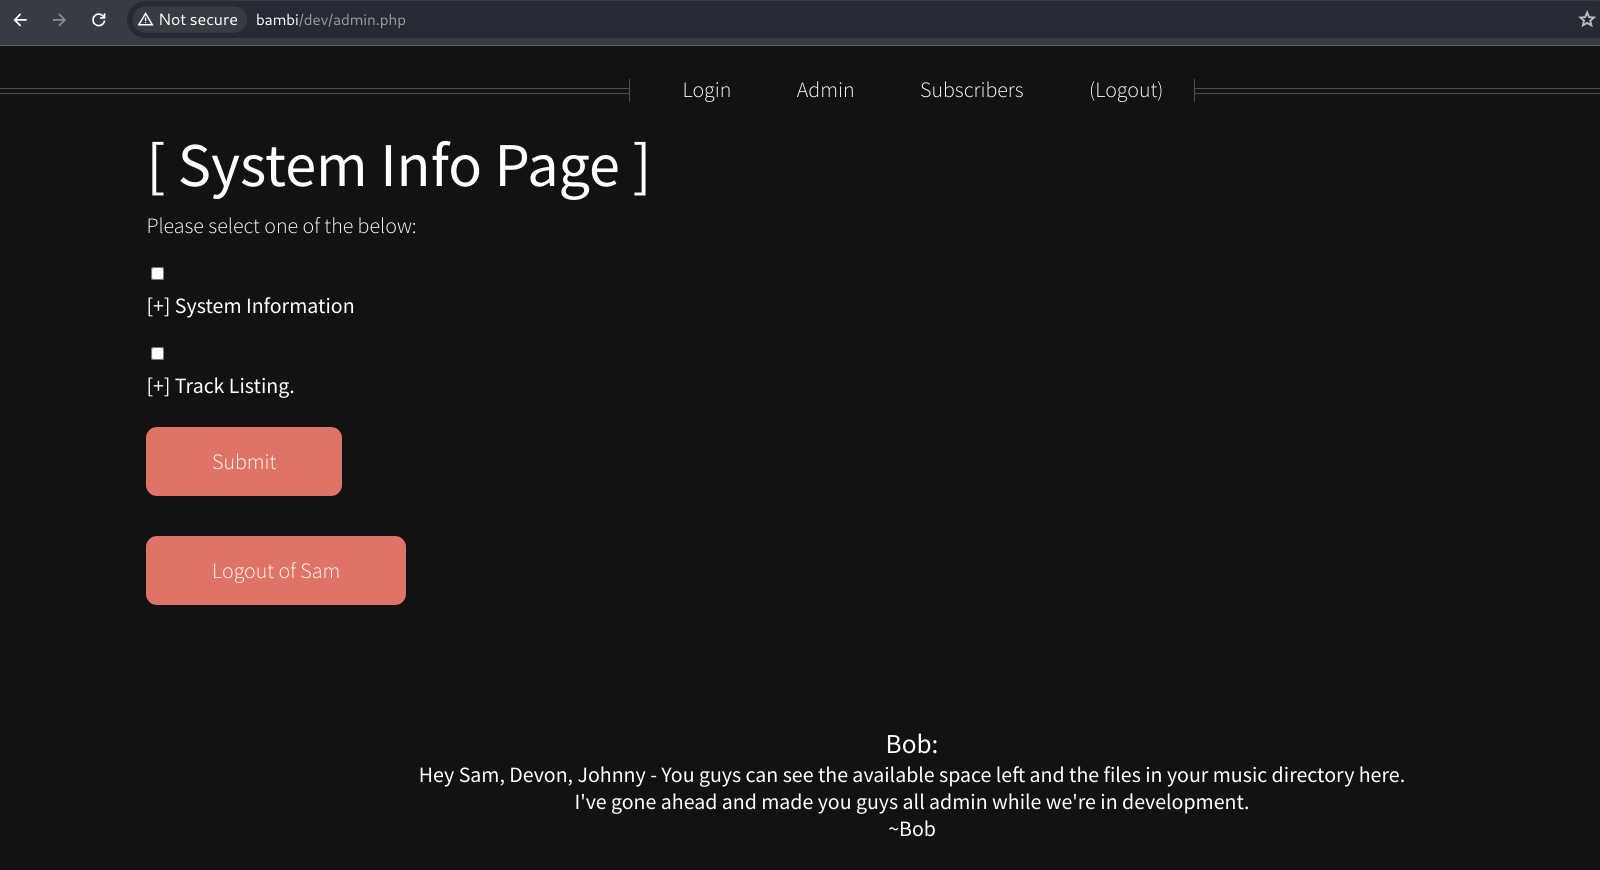 Not secure bambi/dev/admin.php
Login Admin Subscribers (Logout)
[ System Info Page ]
Please select one of the below:
[+] System Information
[+] Track Listing.
Submit
Logout of Sam
Bob:
Hey Sam, Devon, Johnny - You guys can see the available space left and the files in your music directory here.
I've gone ahead and made you guys all admin while we're in development.
~Bob